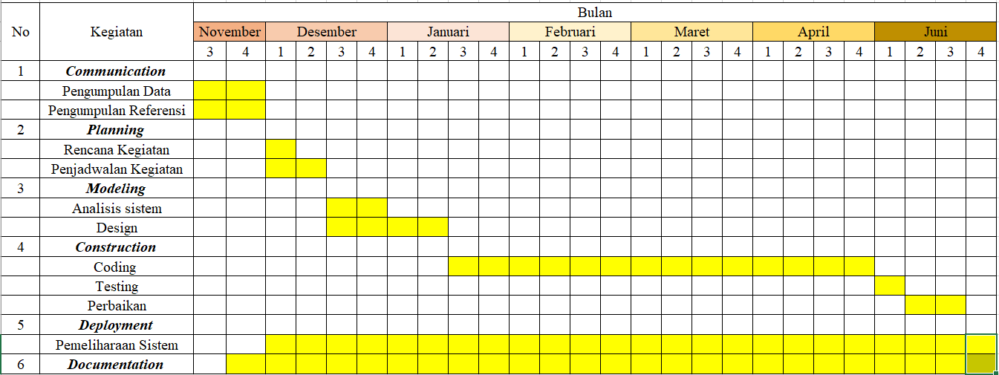 Bulan
No Kegiatan
November Desember Januari Februari Maret April Juni
3 4 1 2 3 4 1 2 3 4 1 2 3 4 1 2 3 4 1 2 3 4 1 2 3 4
1 Communication
Pengumpulan Data
Pengumpulan Referensi
2 Planning
Rencana Kegiatan
Penjadwalan Kegiatan
3 Modeling
Analisis sistem
Design
4 Construction
Coding
Testing
Perbaikan
5 Deployment
Pemeliharaan Sistem
6 Documentation